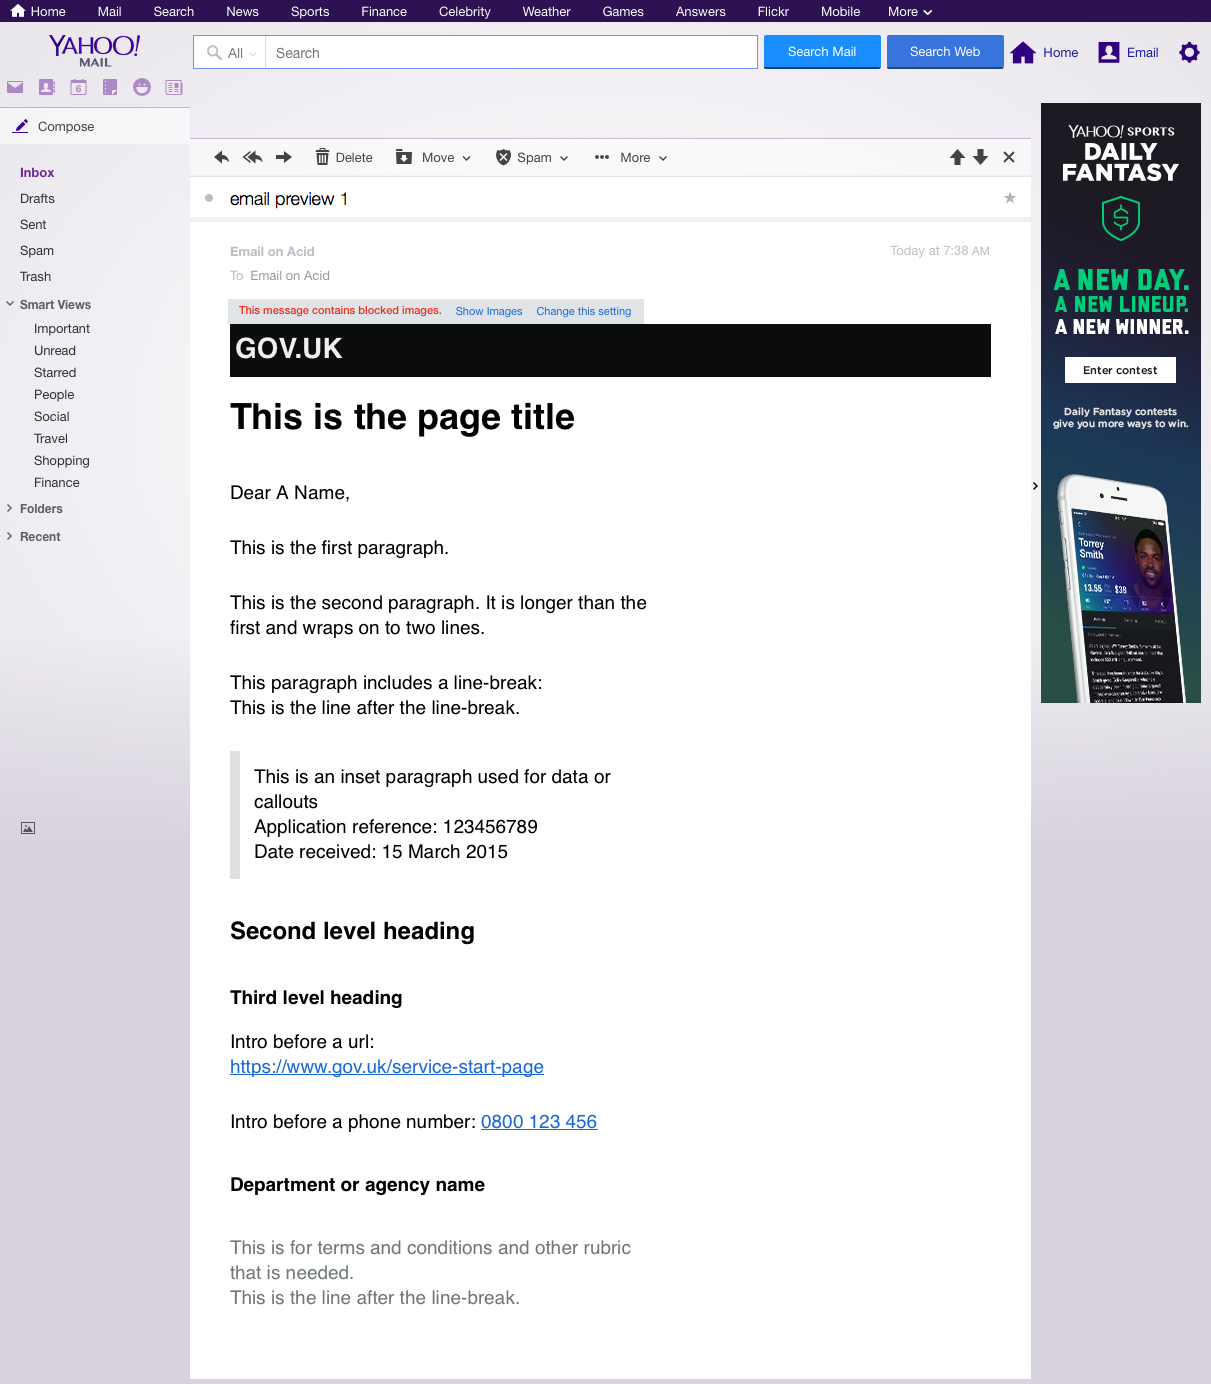 Home Mail Search News Sports Finance Celebrity Weather Games Answers Flickr Mobile More
YAHOO!
MAIL
All Search
Search Mail
Search Web
Home
Email
6
Compose
Inbox
Drafts
Sent
Spam
Trash
Smart Views
Important
Unread
Starred
People
Social
Travel
Shopping
Finance
Folders
Recent
Delete Move Spam More
email preview 1
Email on Acid
Today at 7:38 AM
To Email on Acid
This message contains blocked images. Show Images Change this setting
GOV.UK
This is the page title
Dear A Name,
This is the first paragraph.
This is the second paragraph. It is longer than the
first and wraps on to two lines.
This paragraph includes a line-break:
This is the line after the line-break.
This is an inset paragraph used for data or
callouts
Application reference: 123456789
Date received: 15 March 2015
Second level heading
Third level heading
Intro before a url:
https://www.gov.uk/service-start-page
Intro before a phone number: 0800 123 456
Department or agency name
This is for terms and conditions and other rubric
that is needed.
This is the line after the line-break.
YAHOO! SPORTS
DAILY
FANTASY
A NEW DAY.
A NEW LINEUP.
A NEW WINNER.
Enter contest
Daily Fantasy contests
give you more ways to win.
Torrey
Smith
13.55 $38